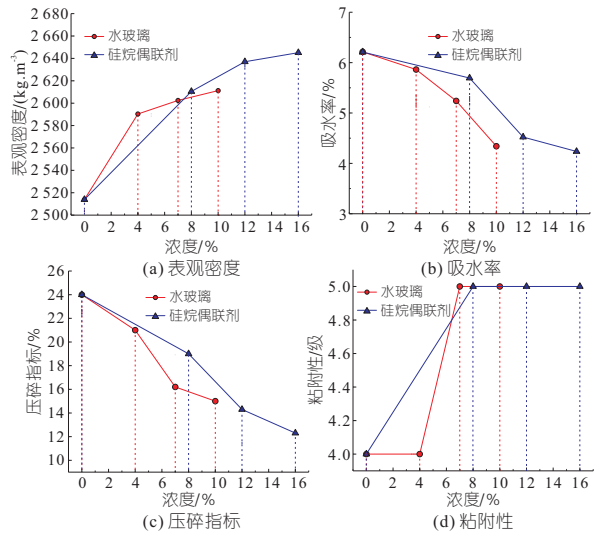 2 680
2 660
2 640
2 620
2 600
2 580
2 560
2 540
2 520
2 500
表观密度/(kg.m⁻³)
水玻璃
硅烷偶联剂
0 2 4 6 8 10 12 14 16
浓度/%
(a) 表观密度
7
6
5
4
3
吸水率/%
水玻璃
硅烷偶联剂
0 2 4 6 8 10 12 14 16
浓度/%
(b) 吸水率
26
24
22
20
18
16
14
12
10
压碎指标/%
水玻璃
硅烷偶联剂
0 2 4 6 8 10 12 14 16
浓度/%
(c) 压碎指标
5.0
4.8
4.6
4.4
4.2
4.0
粘附性/级
水玻璃
硅烷偶联剂
0 2 4 6 8 10 12 14 16
浓度/%
(d) 粘附性